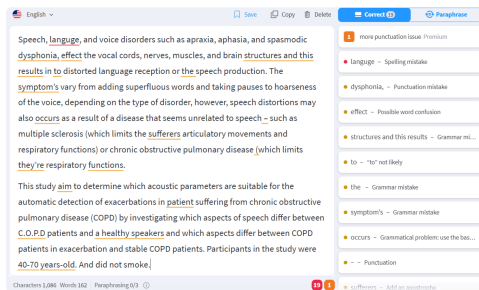 English
Save
Copy
Delete
Correct 19
Paraphrase
Speech, languge, and voice disorders such as apraxia, aphasia, and spasmodic
dysphonia, effect the vocal cords, nerves, muscles, and brain structures and this
results in to distorted language reception or the speech production. The
symptom's vary from adding superfluous words and taking pauses to hoarseness
of the voice, depending on the type of disorder, however, speech distortions may
also occurs as a result of a disease that seems unrelated to speech – such as
multiple sclerosis (which limits the sufferers articulatory movements and
respiratory functions) or chronic obstructive pulmonary disease (which limits
they're respiratory functions.
This study aim to determine which acoustic parameters are suitable for the
automatic detection of exacerbations in patient suffering from chronic obstructive
pulmonary disease (COPD) by investigating which aspects of speech differ between
C.O.P.D patients and a healthy speakers and which aspects differ between COPD
patients in exacerbation and stable COPD patients. Participants in the study were
40-70 years-old. And did not smoke.
Characters 1,080 Words 162 Paraphrasing 0/3
19 1
1 more punctuation issue Premium
languge – Spelling mistake
dysphonia, – Punctuation mistake
effect – Possible word confusion
structures and this results – Grammar mi...
to – "to" not likely
the – Grammar mistake
symptom's – Grammar mistake
occurs – Grammatical problem: use the bas...
– – Punctuation
sufferers – Add an apostrophe